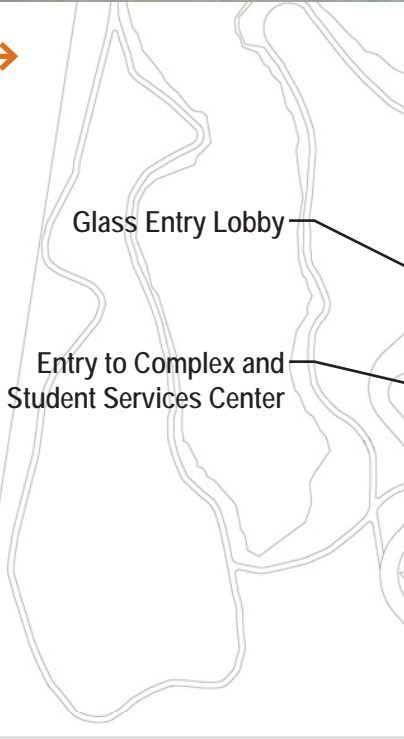 Glass Entry Lobby
Entry to Complex and
Student Services Center